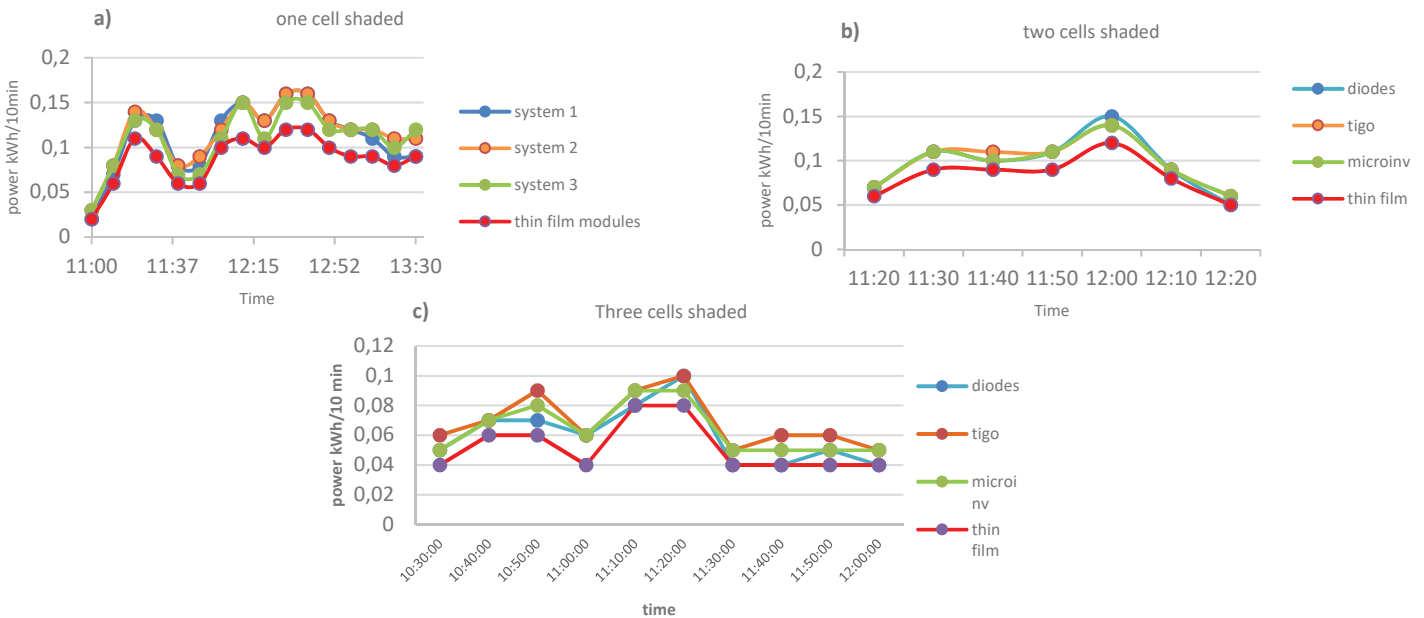 a)
one cell shaded
power kWh/10min
0,2
0,15
0,1
0,05
0
11:00 11:37 12:15 12:52 13:30
Time
system 1
system 2
system 3
thin film modules
b)
two cells shaded
power kWh/10min
0,2
0,15
0,1
0,05
0
11:20 11:30 11:40 11:50 12:00 12:10 12:20
Time
diodes
tigo
microinv
thin film
c)
Three cells shaded
power kWh/10 min
0,12
0,1
0,08
0,06
0,04
0,02
0
10:30:00 10:40:00 10:50:00 11:00:00 11:10:00 11:20:00 11:30:00 11:40:00 11:50:00 12:00:00
time
diodes
tigo
microi
nv
thin
film